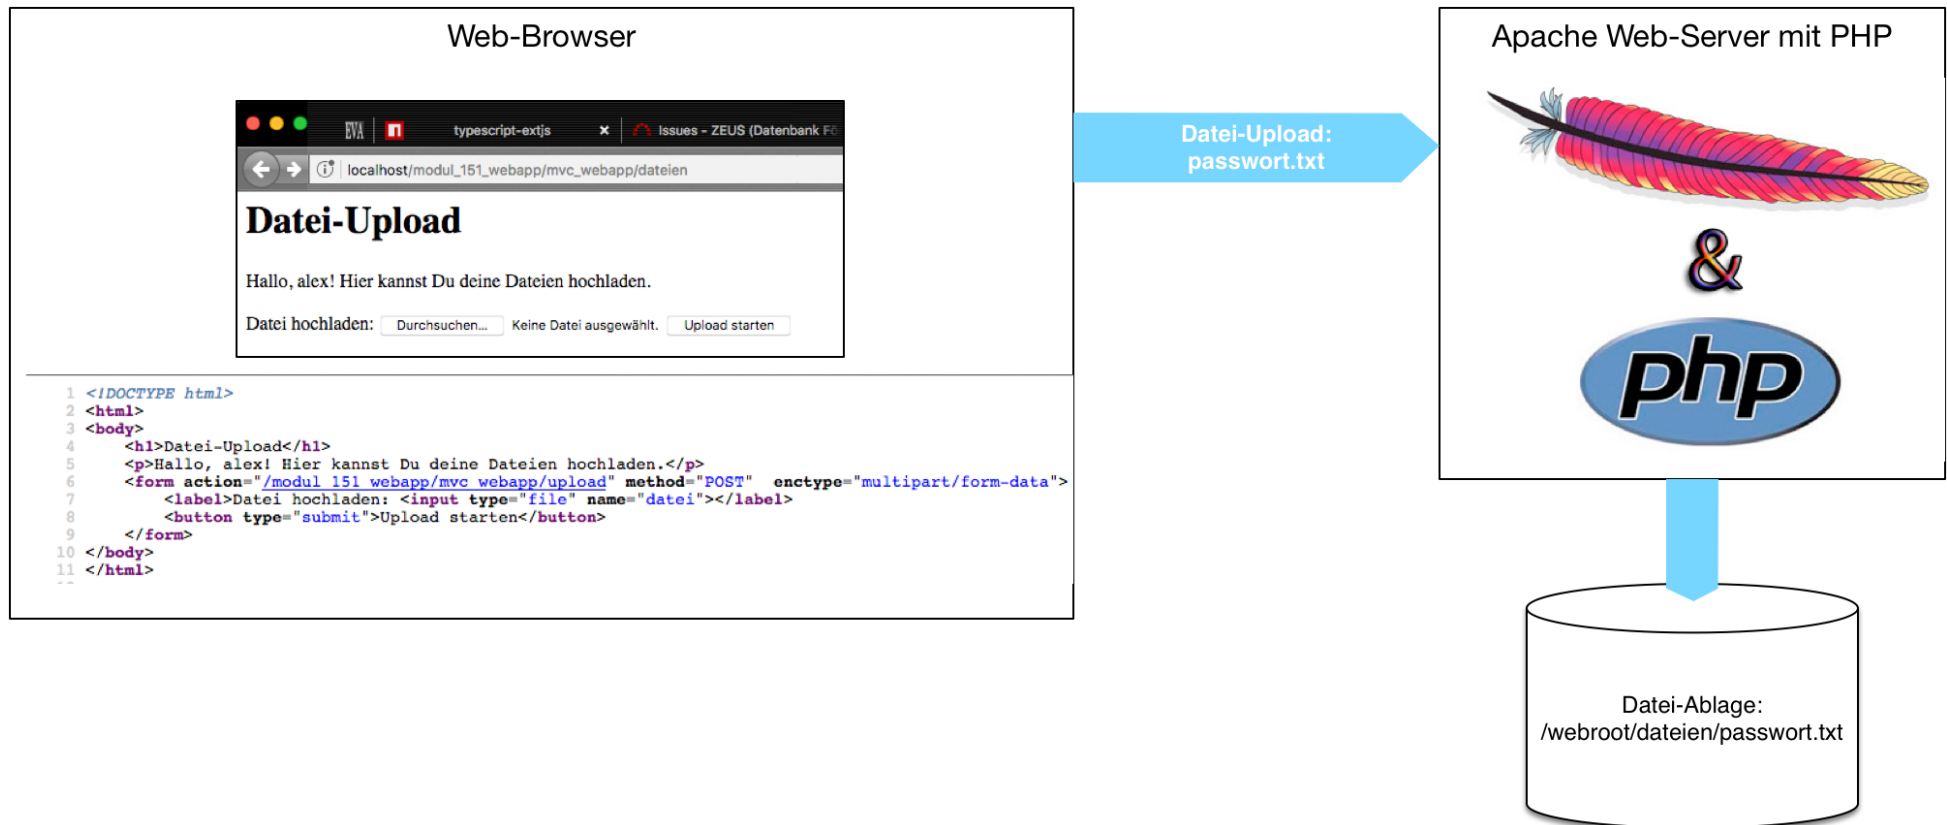 Web-Browser
EVA
typescript-extjs × Issues - ZEUS (Datenbank Fö
localhost/modul_151_webapp/mvc_webapp/dateien
Datei-Upload
Hallo, alex! Hier kannst Du deine Dateien hochladen.
Datei hochladen: Durchsuchen... Keine Datei ausgewählt. Upload starten
1 <!DOCTYPE html>
2 <html>
3 <body>
4 <h1>Datei-Upload</h1>
5 <p>Hallo, alex! Hier kannst Du deine Dateien hochladen.</p>
6 <form action="/modul_151_webapp/mvc_webapp/upload" method="POST" enctype="multipart/form-data">
7 <label>Datei hochladen: <input type="file" name="datei"></label>
8 <button type="submit">Upload starten</button>
9 </form>
10 </body>
11 </html>
Datei-Upload:
passwort.txt
Apache Web-Server mit PHP
&
php
Datei-Ablage:
/webroot/dateien/passwort.txt